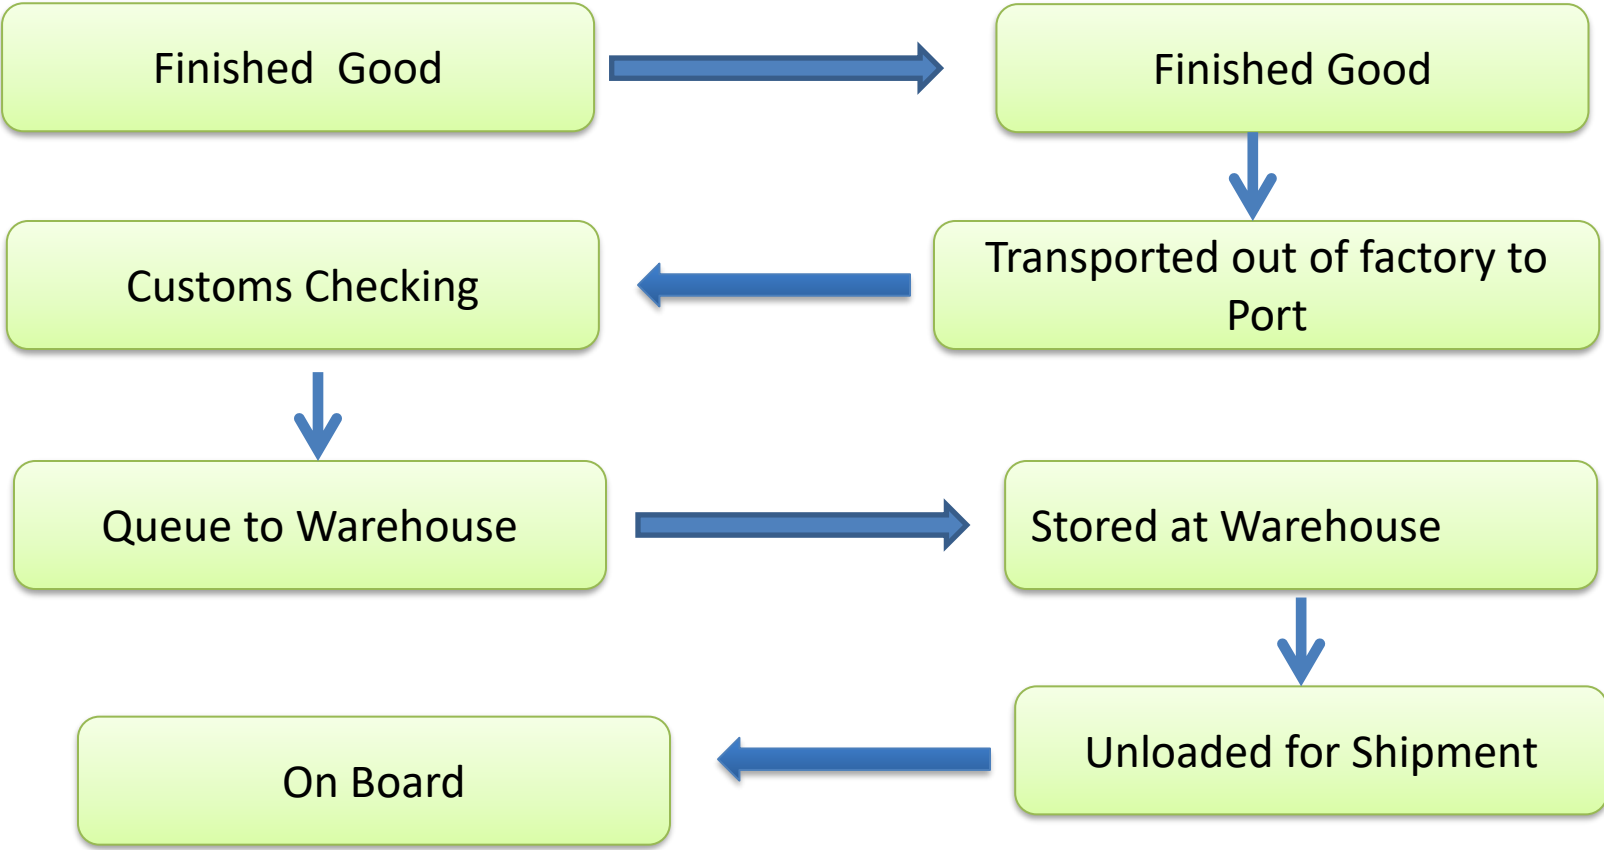 Finished  Good
Finished Good
Transported out of factory to
Port
Customs Checking
Queue to Warehouse
Stored at Warehouse
Unloaded for Shipment
On Board